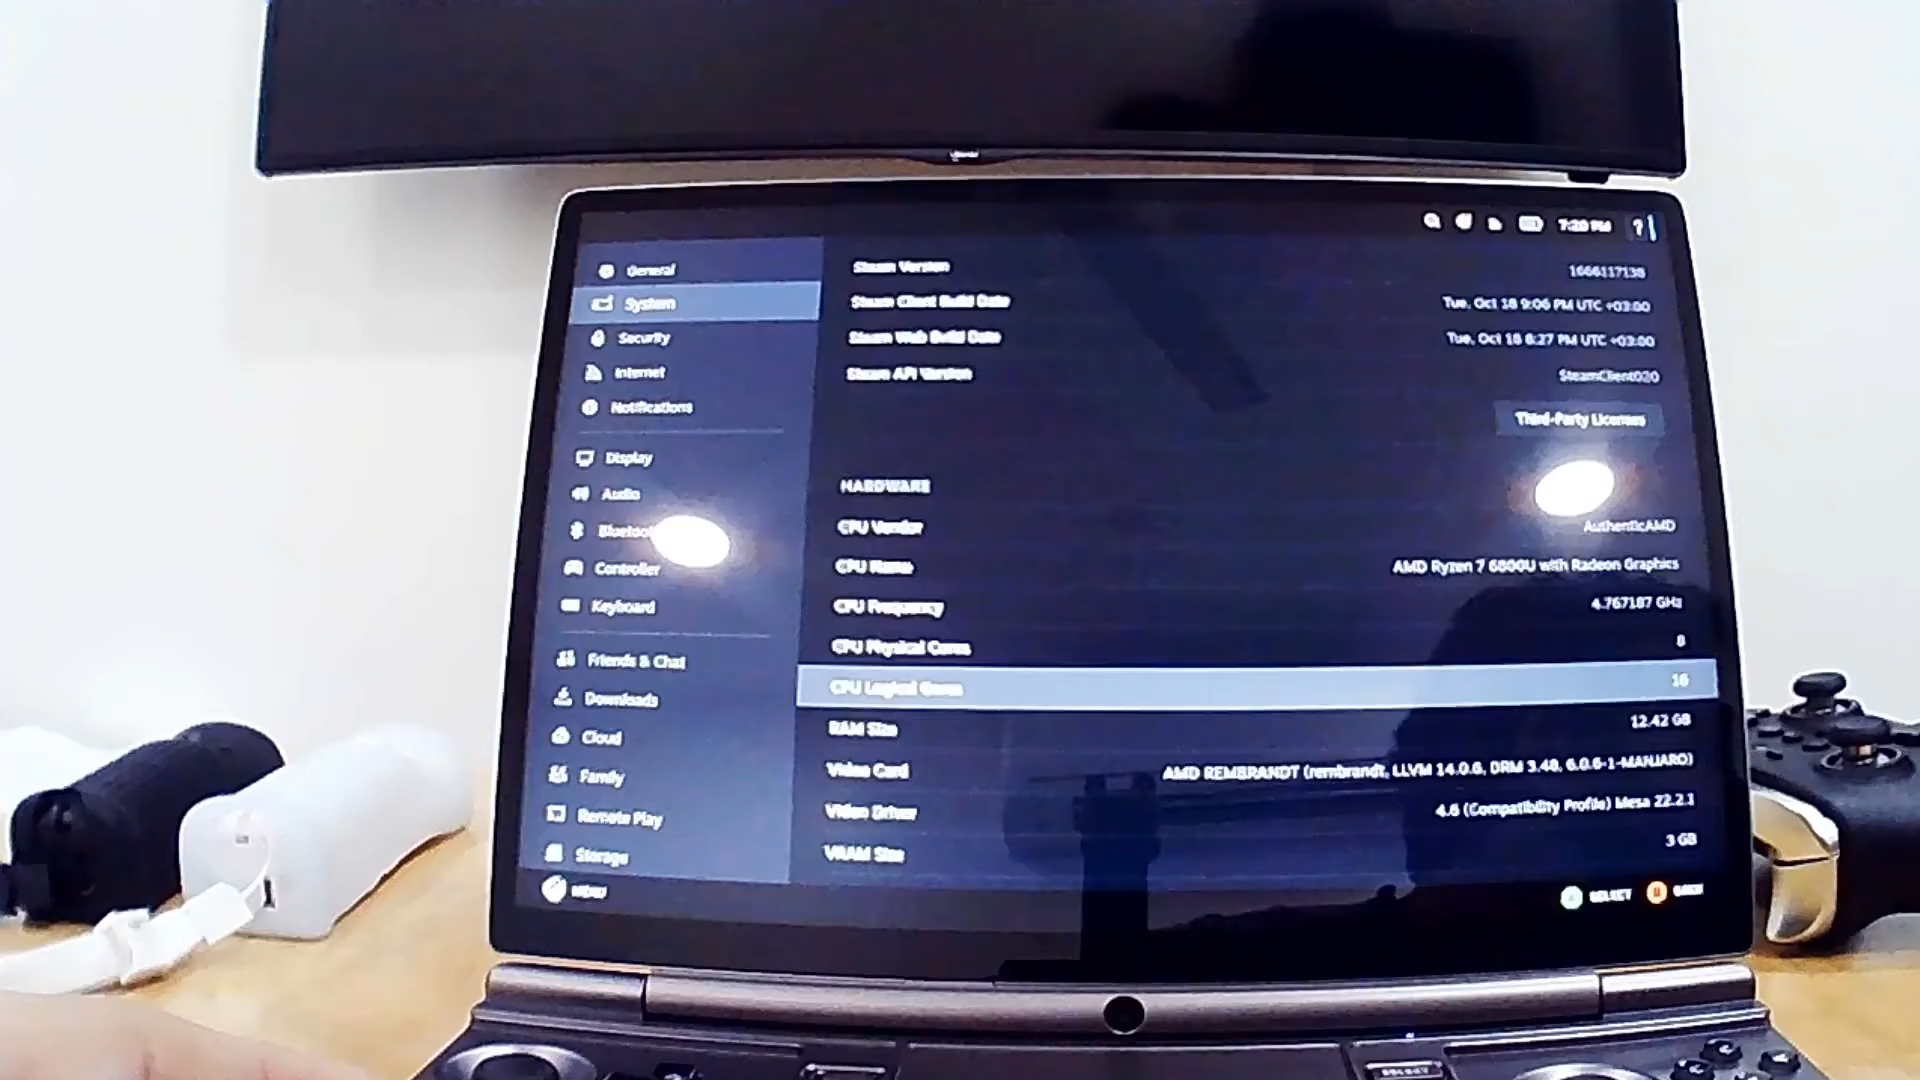 7:20 PM ?
General
System
Security
Internet
Notifications
Display
Audio
Bluetoo
Controller
Keyboard
Friends & Chat
Downloads
Cloud
Family
Remote Play
Storage
MENU
Steam Version 1666117138
Steam Client Build Date Tue, Oct 18 9:06 PM UTC +03:00
Steam Web Build Date Tue, Oct 18 8:27 PM UTC +03:00
Steam API Version SteamClient020
Third-Party Licenses
HARDWARE
CPU Vendor AuthenticAMD
CPU Name AMD Ryzen 7 6800U with Radeon Graphics
CPU Frequency 4.767187 GHz
CPU Physical Cores 8
CPU Logical Cores 16
RAM Size 12.42 GB
Video Card AMD REMBRANDT (rembrandt, LLVM 14.0.6, DRM 3.48, 6.0.6-1-MANJARO)
Video Driver 4.6 (Compatibility Profile) Mesa 22.2.1
VRAM Size 3 GB
A SELECT B BACK
SELECT